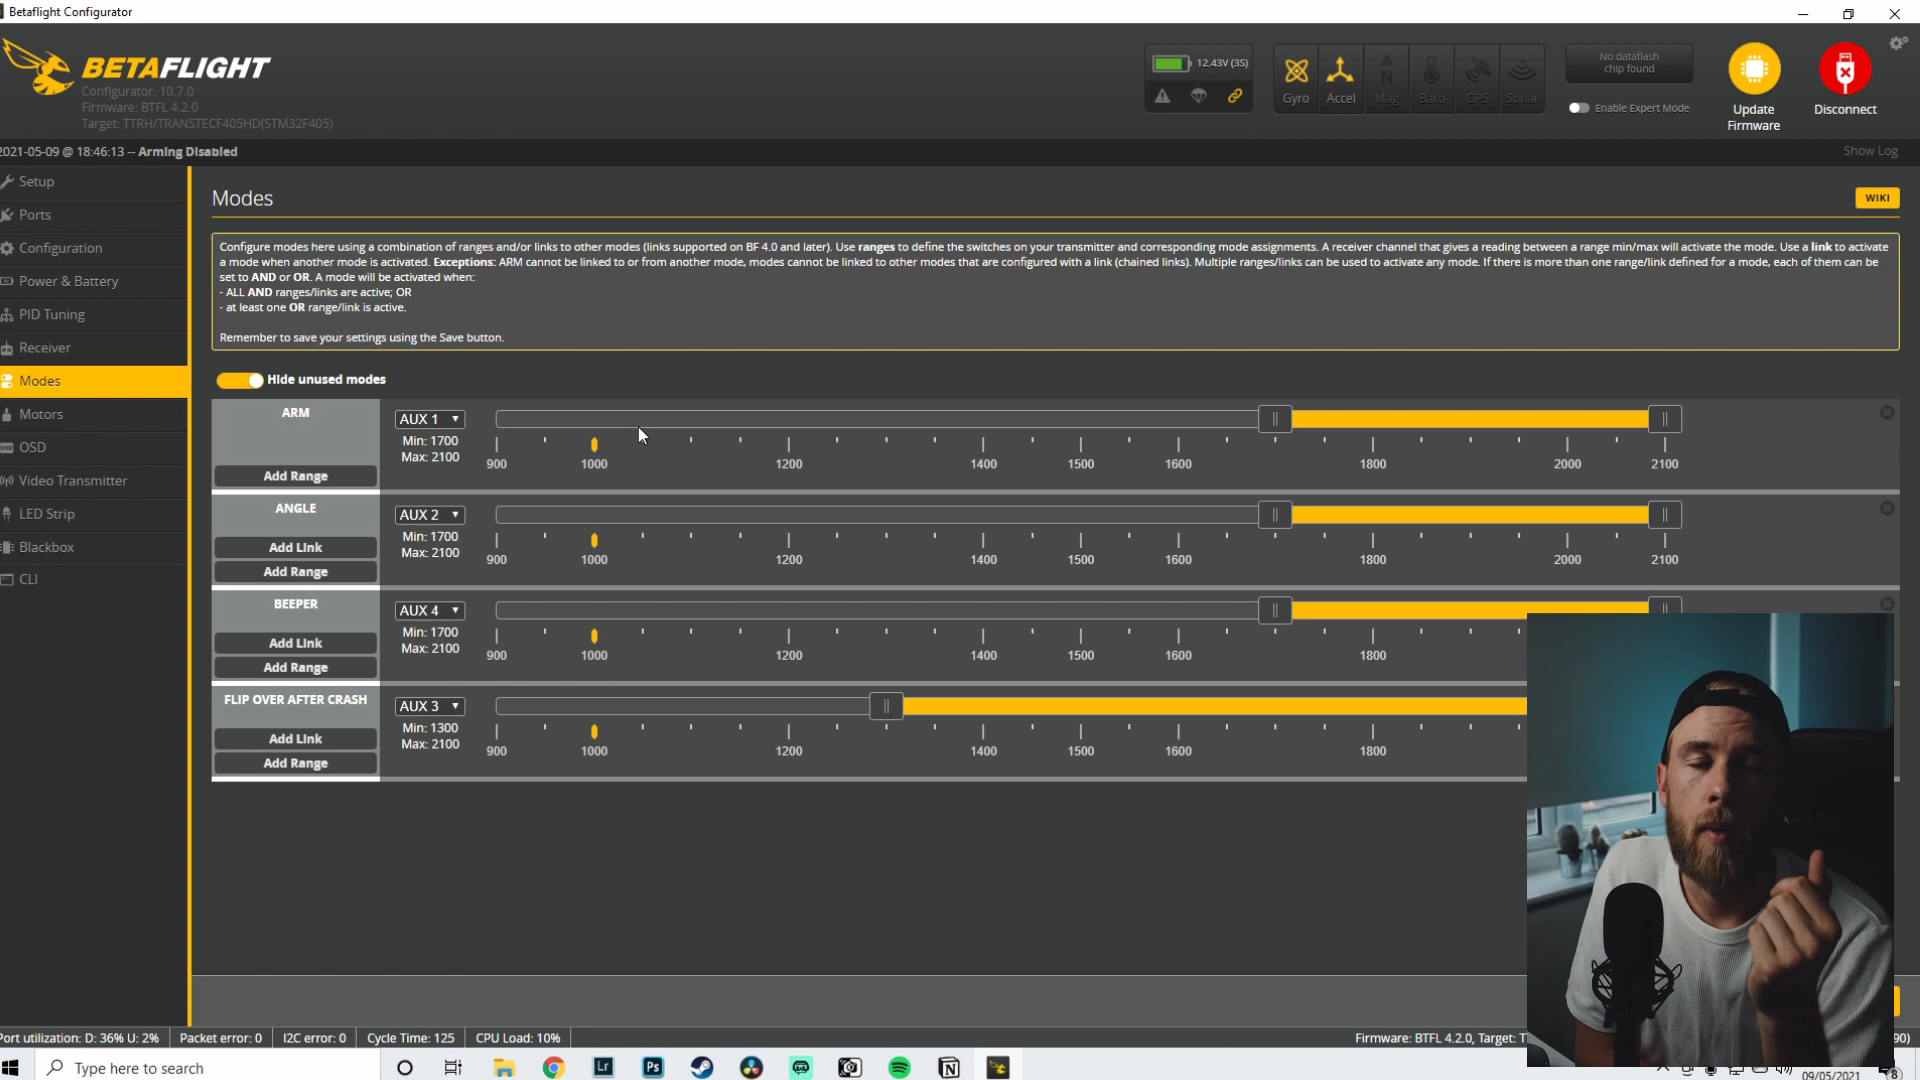 Betaflight Configurator
BETAFLIGHT
Configurator: 10.7.0
Firmware: BTFL 4.2.0
Target: TTRH/TRANSTECF405HD(STM32F405)
12.43V (3S)
Gyro
Accel
Mag
Baro
GPS
Sonar
No dataflash
chip found
Enable Expert Mode
Update
Firmware
Disconnect
2021-05-09 @ 18:46:13 -- Arming Disabled
Show Log
Setup
Ports
Configuration
Power & Battery
PID Tuning
Receiver
Modes
Motors
OSD
Video Transmitter
LED Strip
Blackbox
CLI
Modes
WIKI
Configure modes here using a combination of ranges and/or links to other modes (links supported on BF 4.0 and later). Use ranges to define the switches on your transmitter and corresponding mode assignments. A receiver channel that gives a reading between a range min/max will activate the mode. Use a link to activate
a mode when another mode is activated. Exceptions: ARM cannot be linked to or from another mode, modes cannot be linked to other modes that are configured with a link (chained links). Multiple ranges/links can be used to activate any mode. If there is more than one range/link defined for a mode, each of them can be
set to AND or OR. A mode will be activated when:
- ALL AND ranges/links are active; OR
- at least one OR range/link is active.
Remember to save your settings using the Save button.
Hide unused modes
ARM
Add Range
AUX 1
Min: 1700
Max: 2100
900 1000 1200 1400 1500 1600 1800 2000 2100
ANGLE
Add Link
Add Range
AUX 2
Min: 1700
Max: 2100
900 1000 1200 1400 1500 1600 1800 2000 2100
BEEPER
Add Link
Add Range
AUX 4
Min: 1700
Max: 2100
900 1000 1200 1400 1500 1600 1800
FLIP OVER AFTER CRASH
Add Link
Add Range
AUX 3
Min: 1300
Max: 2100
900 1000 1200 1400 1500 1600 1800
Port utilization: D: 36% U: 2%
Packet error: 0
I2C error: 0
Cycle Time: 125
CPU Load: 10%
Firmware: BTFL 4.2.0, Target: T
90)
Type here to search
Lr
Ps
09/05/2021
8